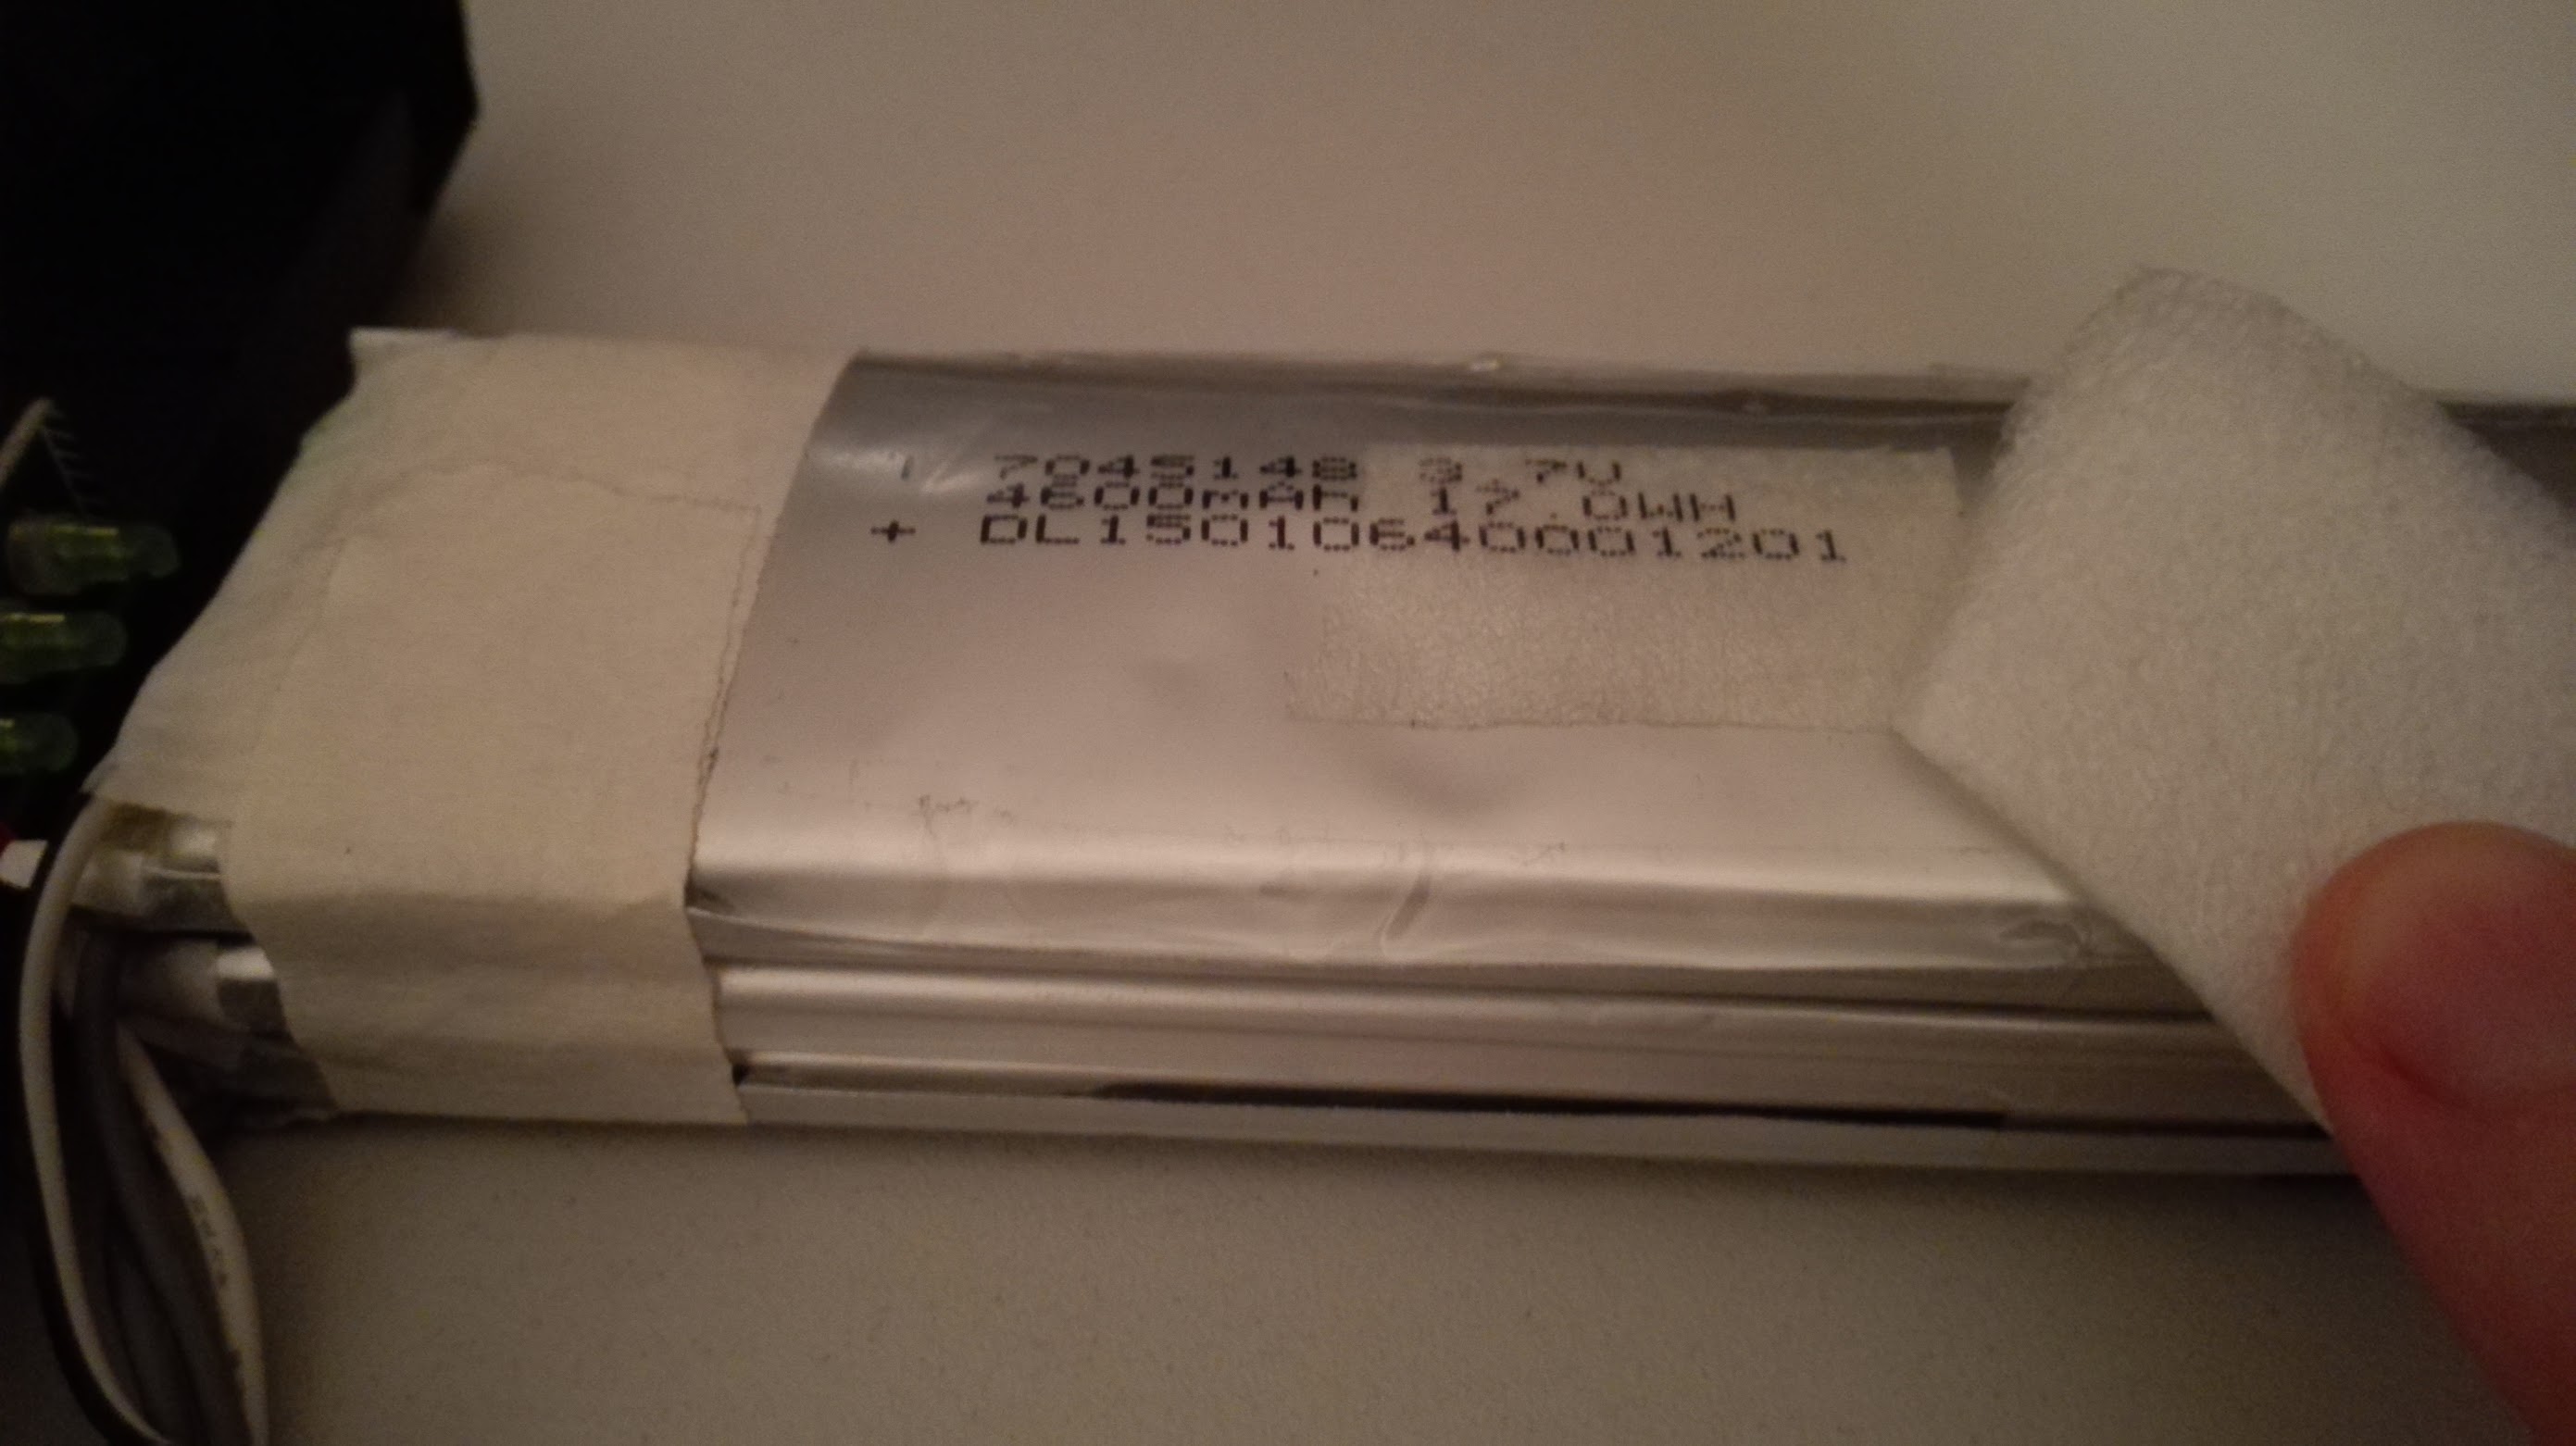 - 7045148 3.7V
4600mAh 17.0WH
+ DL150106400001201